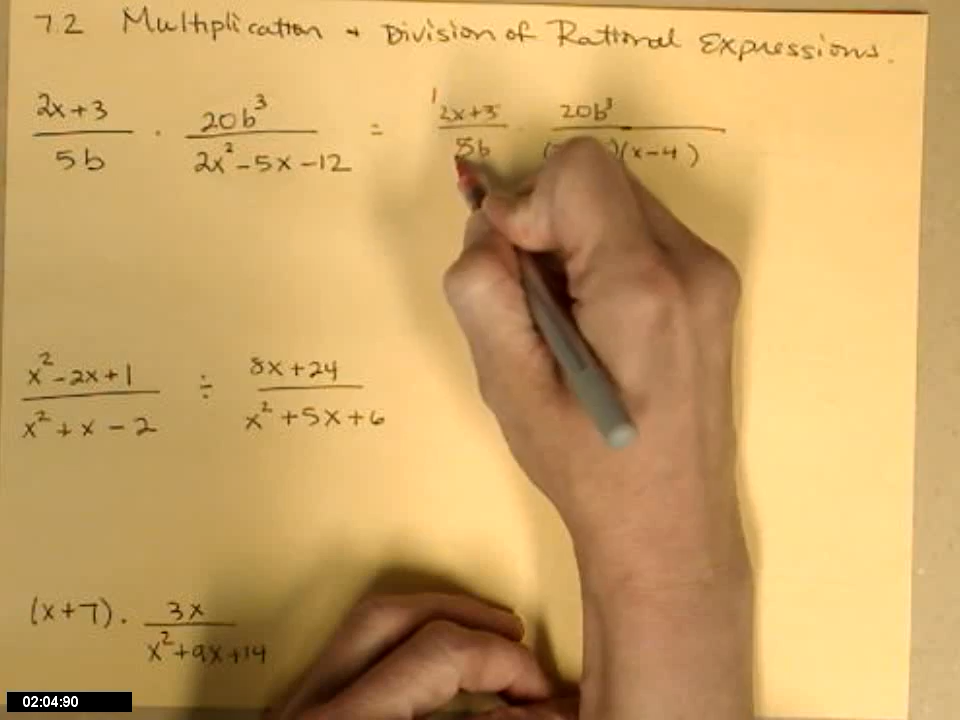 7.2 Multiplication + Division of Rational Expressions.
2x+3 / 5b · 20b³ / 2x²-5x-12 = 2x+3 / 5b · 20b³ / ( )(x-4)
1
x²-2x+1 / x²+x-2 ÷ 8x+24 / x²+5x+6
(x+7) · 3x / x²+9x+14
02:04:90